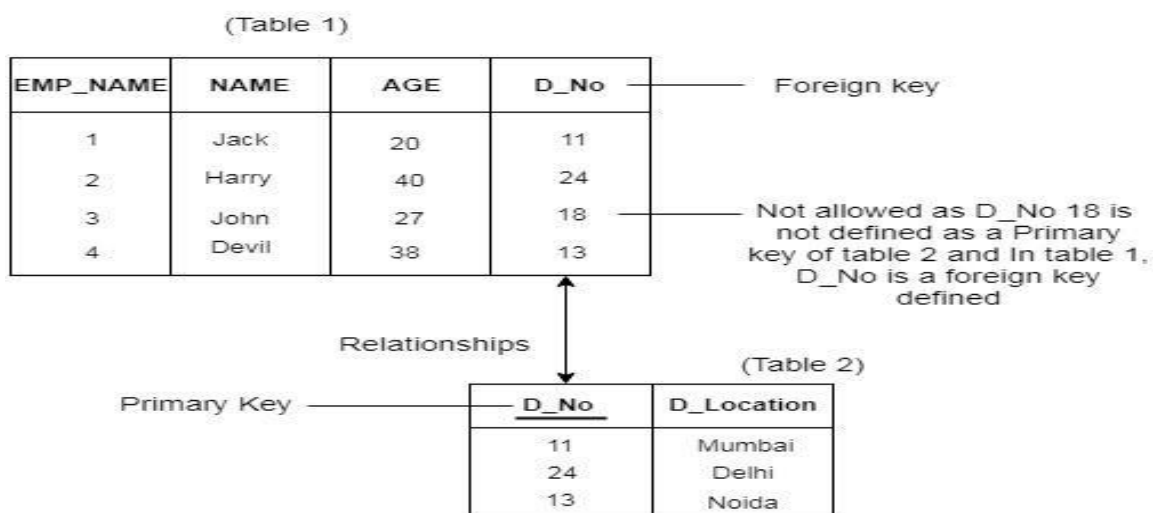 (Table 1)
EMP_NAME NAME AGE D_No Foreign key
1 Jack 20 11
2 Harry 40 24
3 John 27 18
4 Devil 38 13
Not allowed as D_No 18 is
not defined as a Primary
key of table 2 and In table 1,
D_No is a foreign key
defined
Relationships
(Table 2)
Primary Key D_No D_Location
11 Mumbai
24 Delhi
13 Noida